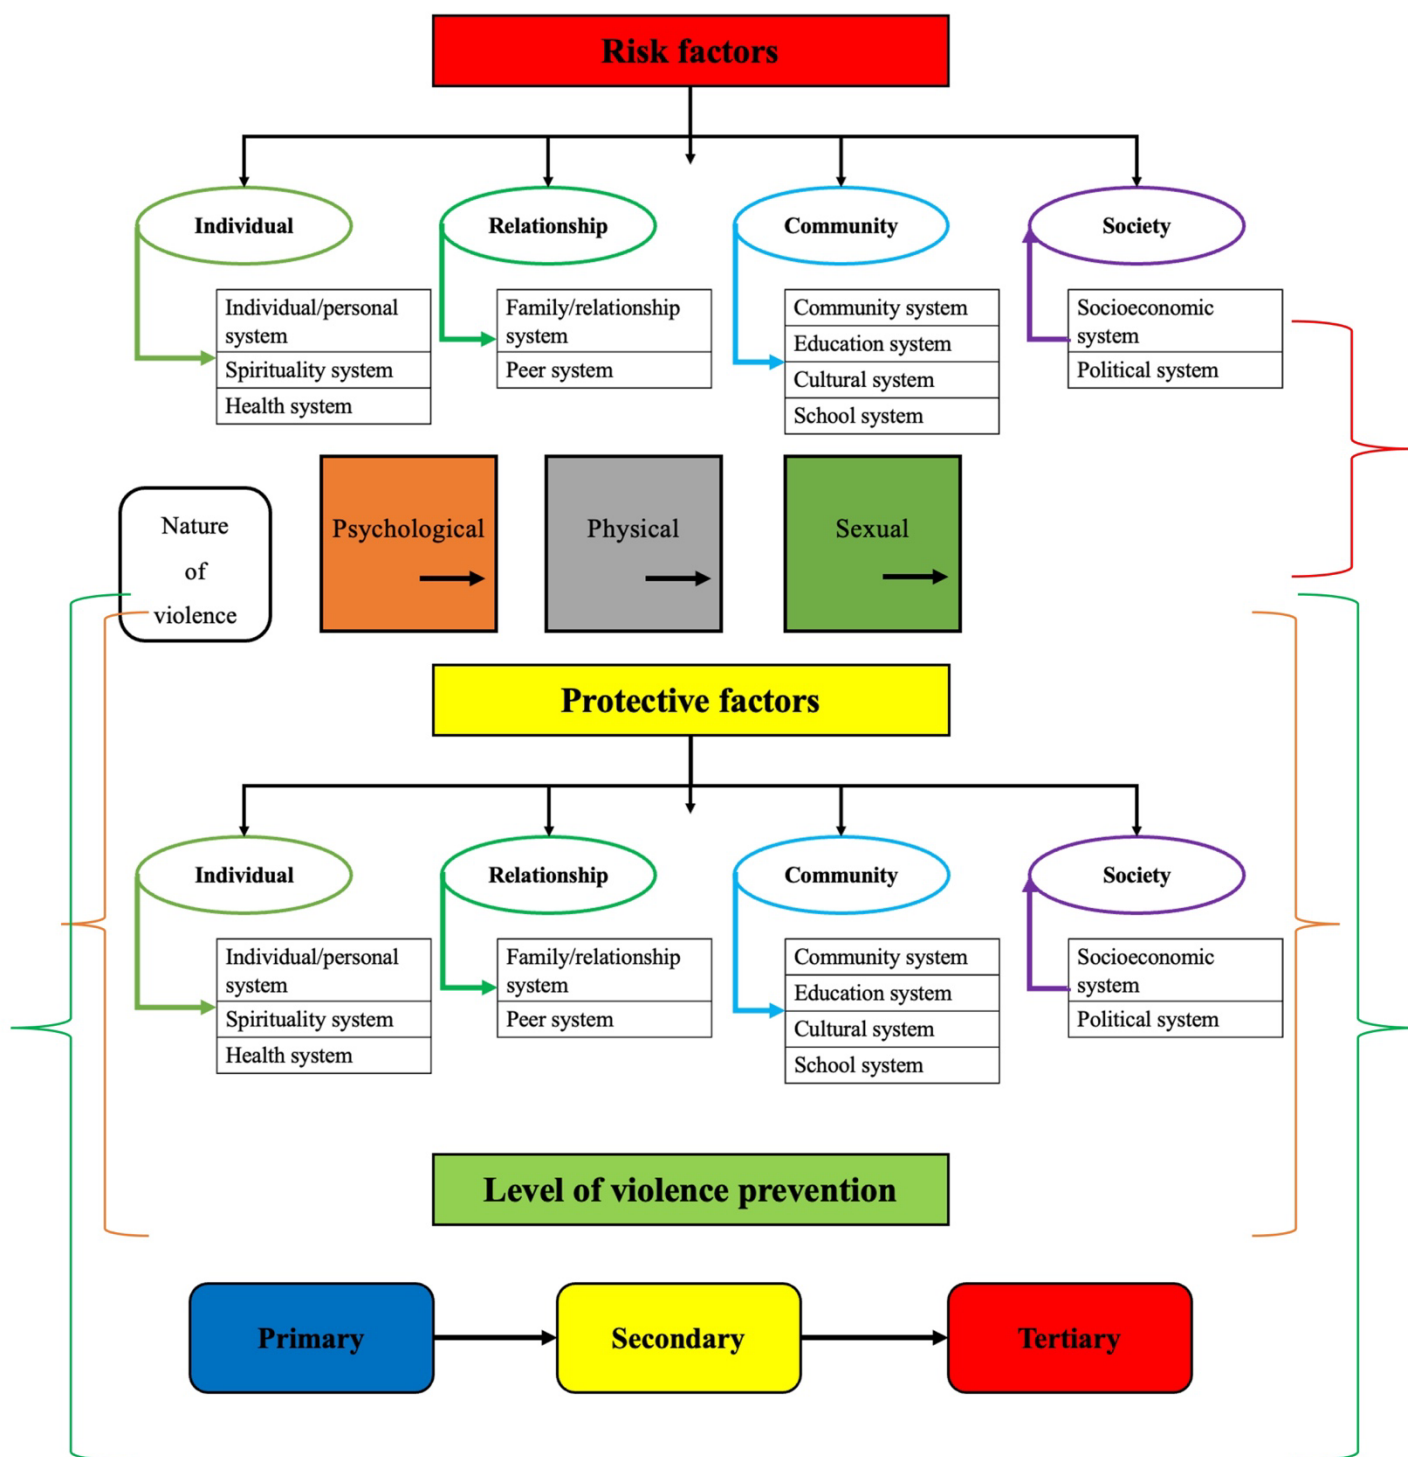 Risk factors
Individual
Relationship
Community
Society
Individual/personal
system
Spirituality system
Health system
Family/relationship
system
Peer system
Community system
Education system
Cultural system
School system
Socioeconomic
system
Political system
Nature
of
violence
Psychological
Physical
Sexual
Protective factors
Individual
Relationship
Community
Society
Individual/personal
system
Spirituality system
Health system
Family/relationship
system
Peer system
Community system
Education system
Cultural system
School system
Socioeconomic
system
Political system
Level of violence prevention
Primary
Secondary
Tertiary